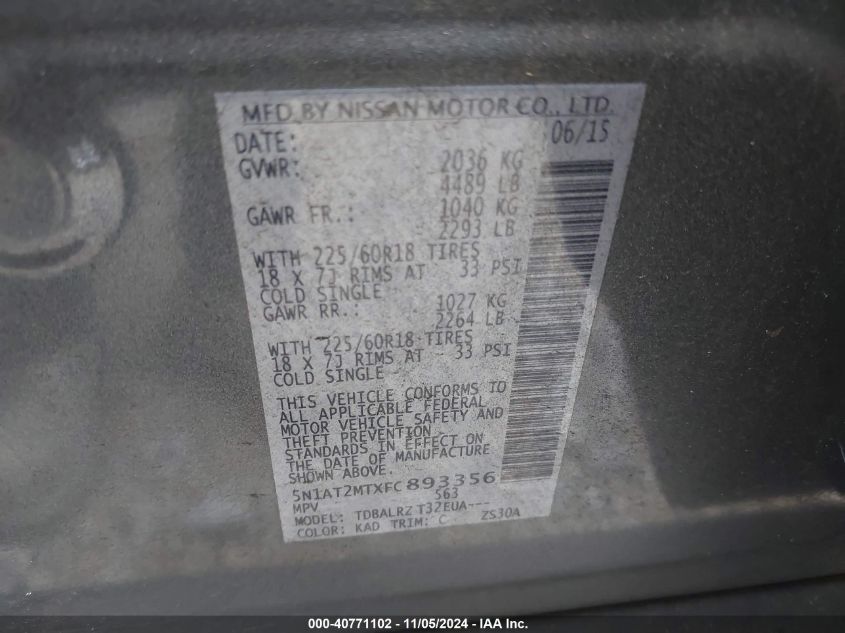 MFD BY NISSAN MOTOR CO., LTD.
DATE: 06/15
GVWR: 2036 KG
4489 LB
GAWR FR.: 1040 KG
2293 LB
WITH 225/60R18 TIRES
18 X 7J RIMS AT 33 PSI
COLD SINGLE
GAWR RR.: 1027 KG
2264 LB
WITH 225/60R18 TIRES
18 X 7J RIMS AT 33 PSI
COLD SINGLE
THIS VEHICLE CONFORMS TO
ALL APPLICABLE FEDERAL
MOTOR VEHICLE SAFETY AND
THEFT PREVENTION
STANDARDS IN EFFECT ON
THE DATE OF MANUFACTURE
SHOWN ABOVE.
5N1AT2MTXFC893356
MPV 563
MODEL: TDBALRZ T32EUA---
COLOR: KAD TRIM: C ZS30A
000-40771102 - 11/05/2024 - IAA Inc.